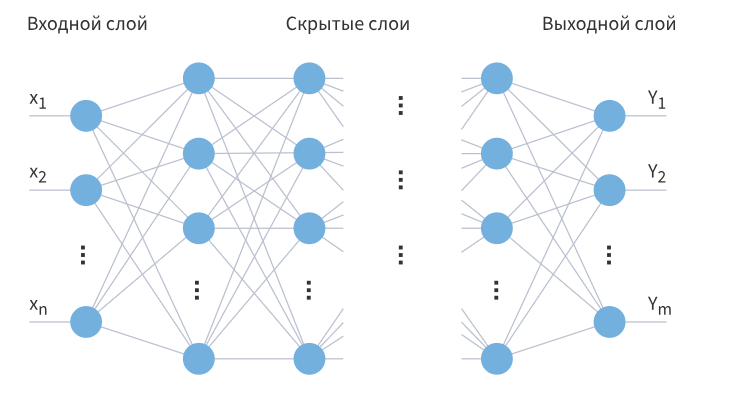 Входной слой
Скрытые слои
Выходной слой
x1
Y1
x2
Y2
xn
Ym